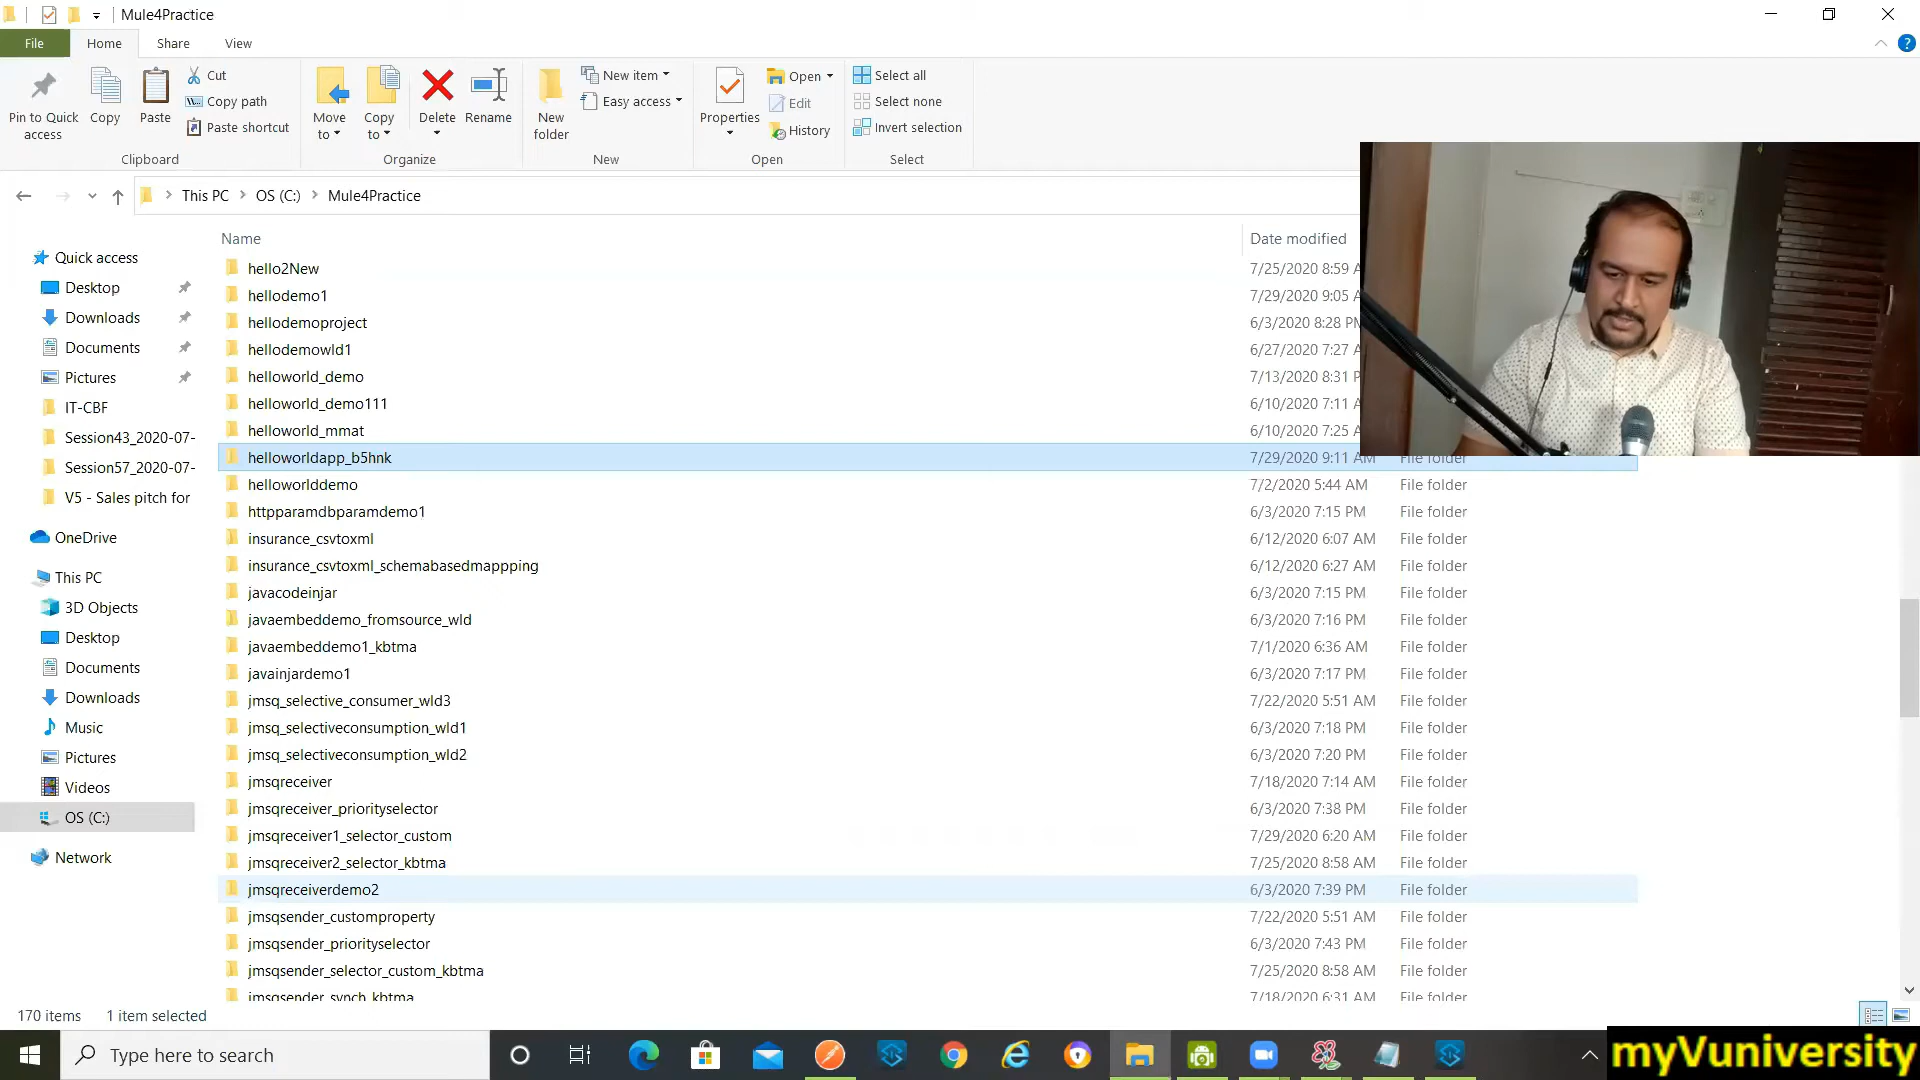 Mule4Practice
File Home Share View
Pin to Quick access
Copy
Paste
Cut
Copy path
Paste shortcut
Clipboard
Move to
Copy to
Delete
Rename
Organize
New folder
New item
Easy access
New
Properties
Open
Edit
History
Open
Select all
Select none
Invert selection
Select
This PC > OS (C:) > Mule4Practice
Quick access
Desktop
Downloads
Documents
Pictures
IT-CBF
Session43_2020-07-
Session57_2020-07-
V5 - Sales pitch for
OneDrive
This PC
3D Objects
Desktop
Documents
Downloads
Music
Pictures
Videos
OS (C:)
Network
Name Date modified
hello2New 7/25/2020 8:59
hellodemo1 7/29/2020 9:05
hellodemoproject 6/3/2020 8:28 PM
hellodemowld1 6/27/2020 7:27
helloworld_demo 7/13/2020 8:31
helloworld_demo111 6/10/2020 7:11
helloworld_mmat 6/10/2020 7:25
helloworldapp_b5hnk 7/29/2020 9:11 AM File folder
helloworlddemo 7/2/2020 5:44 AM File folder
httpparamdbparamdemo1 6/3/2020 7:15 PM File folder
insurance_csvtoxml 6/12/2020 6:07 AM File folder
insurance_csvtoxml_schemabasedmappping 6/12/2020 6:27 AM File folder
javacodeinjar 6/3/2020 7:15 PM File folder
javaembeddemo_fromsource_wld 6/3/2020 7:16 PM File folder
javaembeddemo1_kbtma 7/1/2020 6:36 AM File folder
javainjardemo1 6/3/2020 7:17 PM File folder
jmsq_selective_consumer_wld3 7/22/2020 5:51 AM File folder
jmsq_selectiveconsumption_wld1 6/3/2020 7:18 PM File folder
jmsq_selectiveconsumption_wld2 6/3/2020 7:20 PM File folder
jmsqreceiver 7/18/2020 7:14 AM File folder
jmsqreceiver_priorityselector 6/3/2020 7:38 PM File folder
jmsqreceiver1_selector_custom 7/29/2020 6:20 AM File folder
jmsqreceiver2_selector_kbtma 7/25/2020 8:58 AM File folder
jmsqreceiverdemo2 6/3/2020 7:39 PM File folder
jmsqsender_customproperty 7/22/2020 5:51 AM File folder
jmsqsender_priorityselector 6/3/2020 7:43 PM File folder
jmsqsender_selector_custom_kbtma 7/25/2020 8:58 AM File folder
jmsqsender_synch_kbtma 7/18/2020 6:31 AM File folder
170 items 1 item selected
Type here to search
myVuniversity